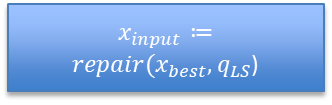 x_input ≔
repair(x_best, q_LS)